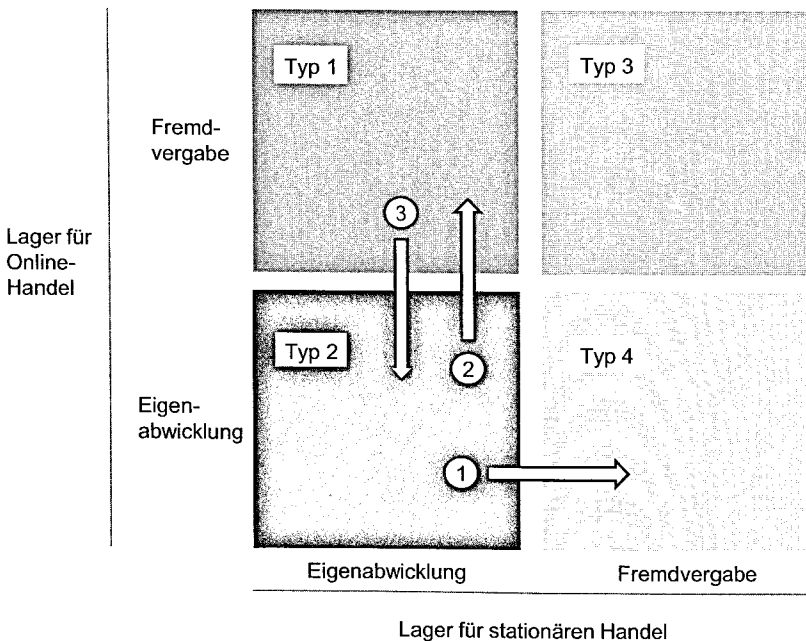 Typ 1
Typ 3
Fremd-
vergabe
3
Lager für
Online-
Handel
Typ 2
2
Typ 4
Eigen-
abwicklung
1
Eigenabwicklung
Fremdvergabe
Lager für stationären Handel